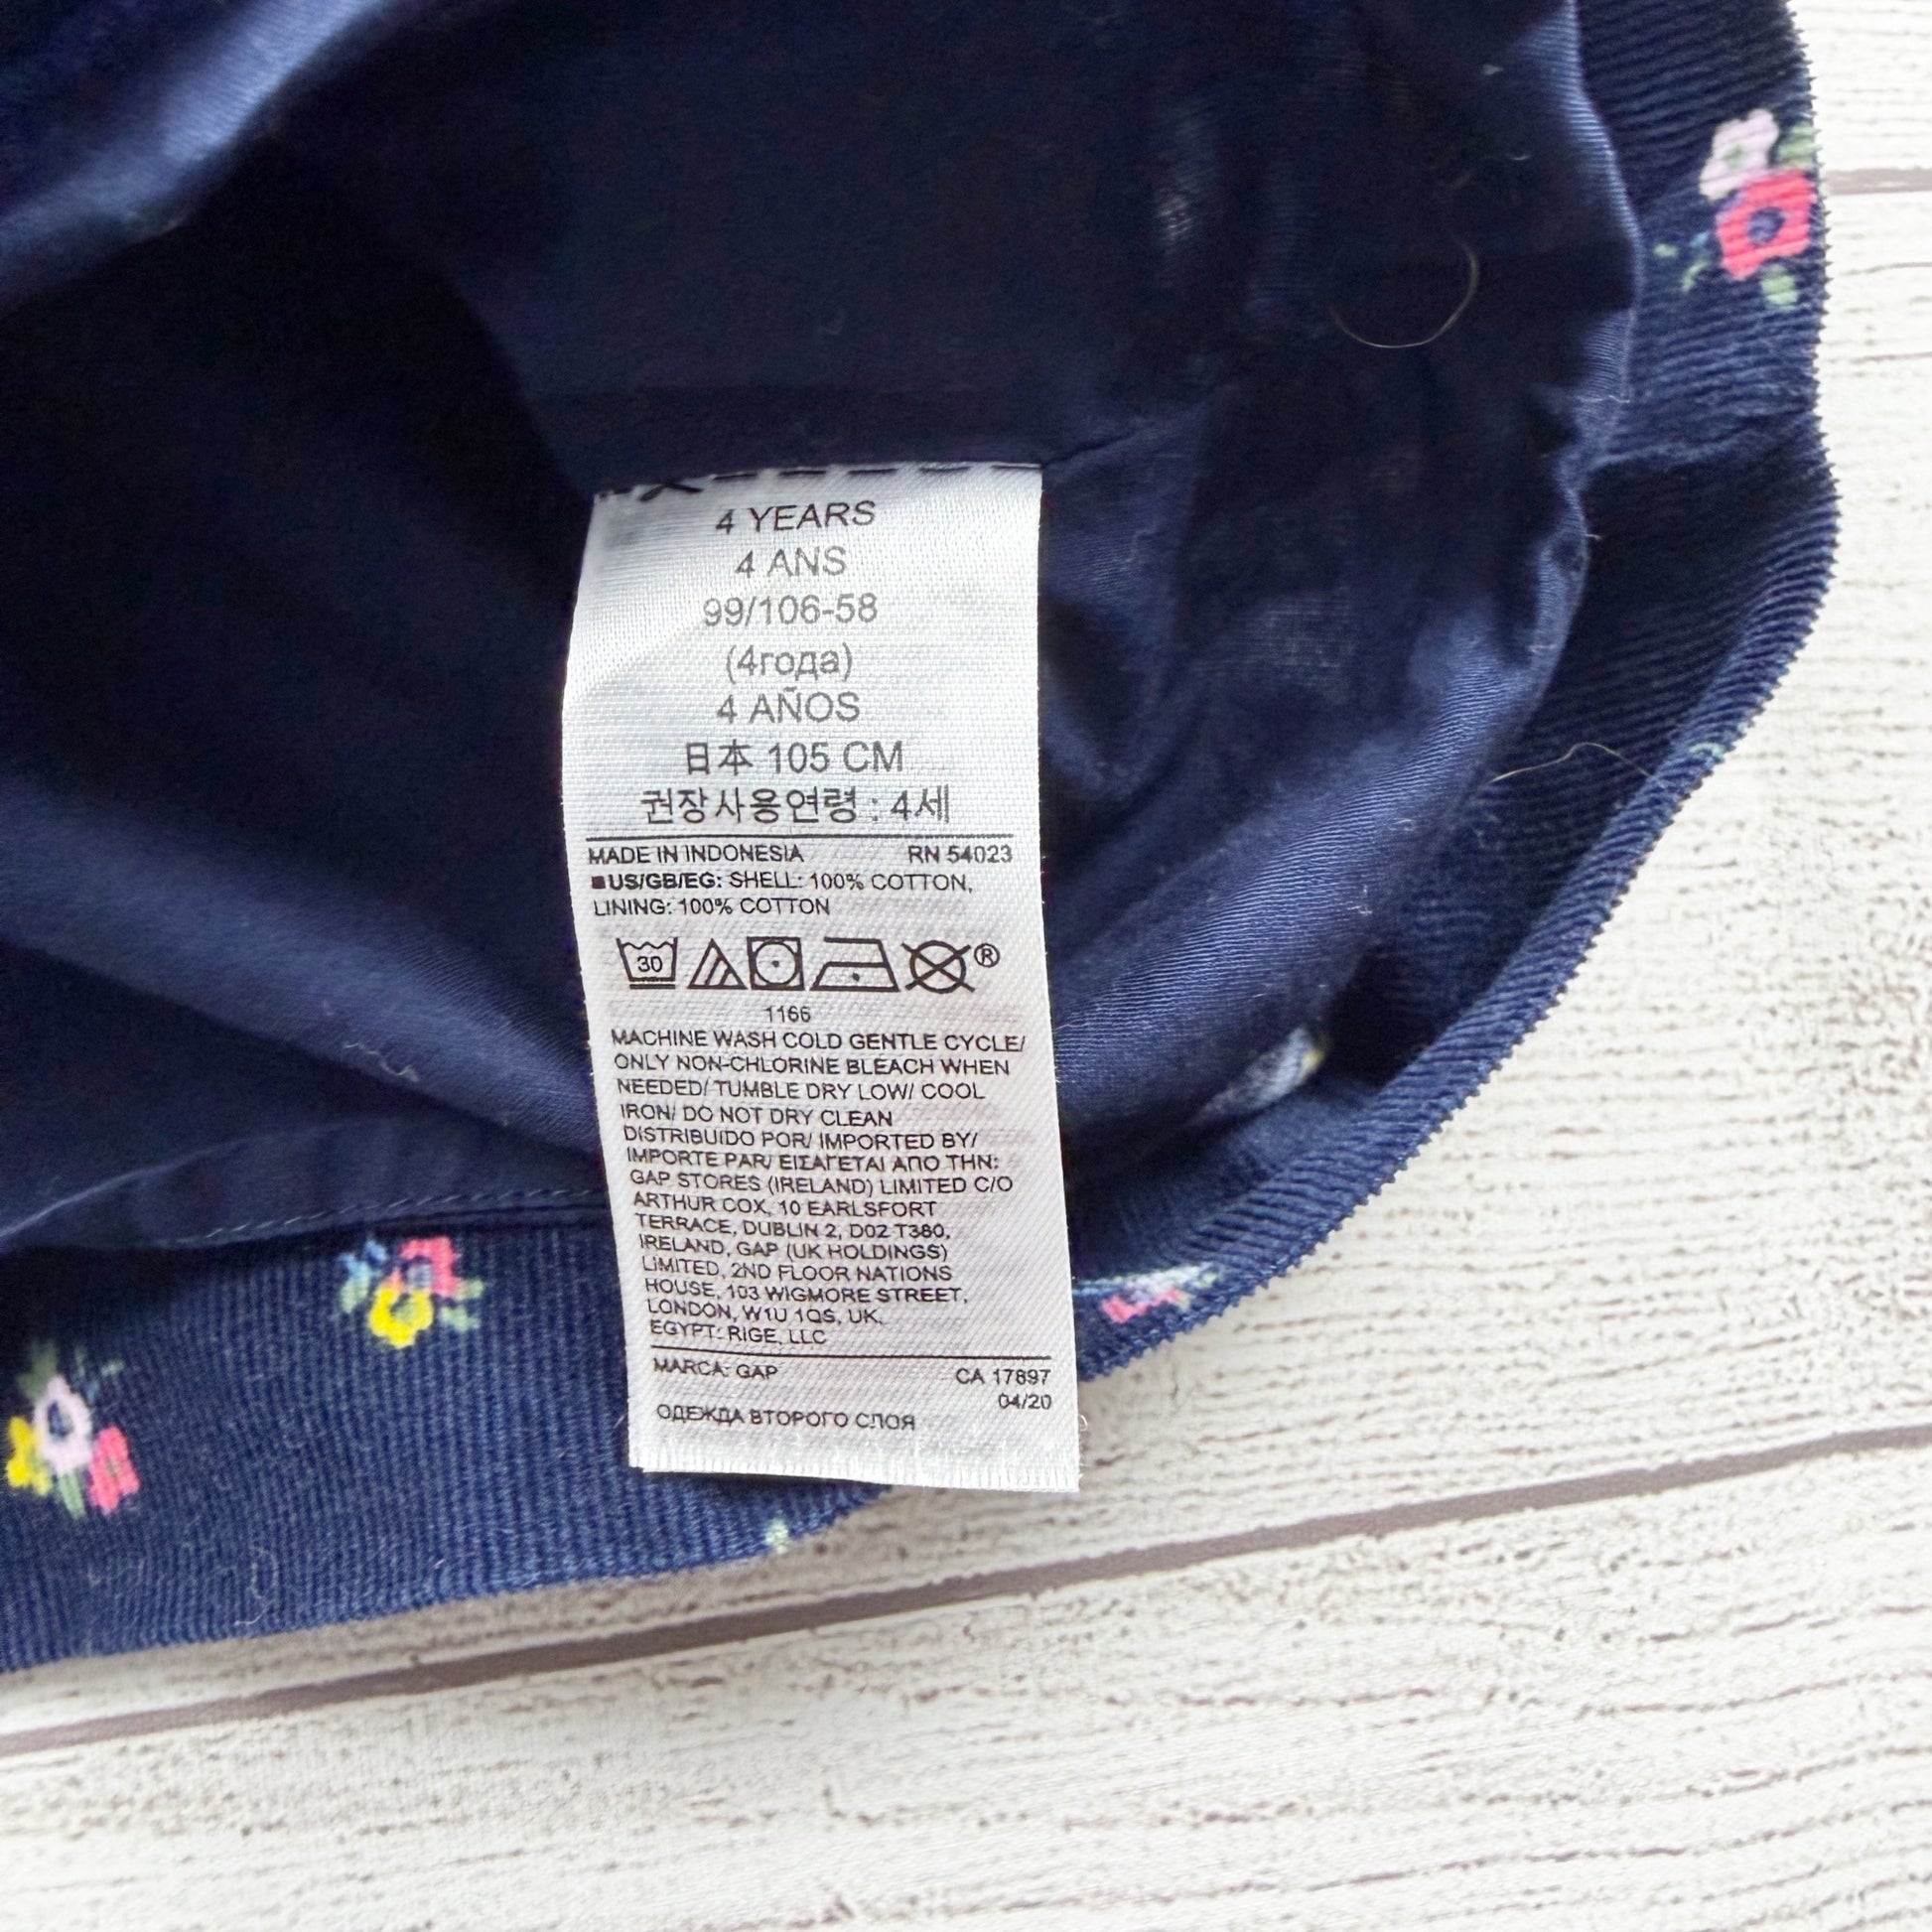 4 YEARS
4 ANS
99/106-58
(4года)
4 AÑOS
日本 105 CM
권장사용연령 : 4세
MADE IN INDONESIA RN 54023
■US/GB/EG: SHELL: 100% COTTON,
LINING: 100% COTTON
30 ®
1166
MACHINE WASH COLD GENTLE CYCLE/
ONLY NON-CHLORINE BLEACH WHEN
NEEDED/ TUMBLE DRY LOW/ COOL
IRON/ DO NOT DRY CLEAN
DISTRIBUIDO POR/ IMPORTED BY/
IMPORTE PAR/ ΕΙΣΑΓΕΤΑΙ ΑΠΟ ΤΗΝ:
GAP STORES (IRELAND) LIMITED C/O
ARTHUR COX, 10 EARLSFORT
TERRACE, DUBLIN 2, D02 T380,
IRELAND, GAP (UK HOLDINGS)
LIMITED, 2ND FLOOR NATIONS
HOUSE, 103 WIGMORE STREET,
LONDON, W1U 1QS, UK,
EGYPT: RIGE, LLC
MARCA: GAP CA 17897
04/20
ОДЕЖДА ВТОРОГО СЛОЯ